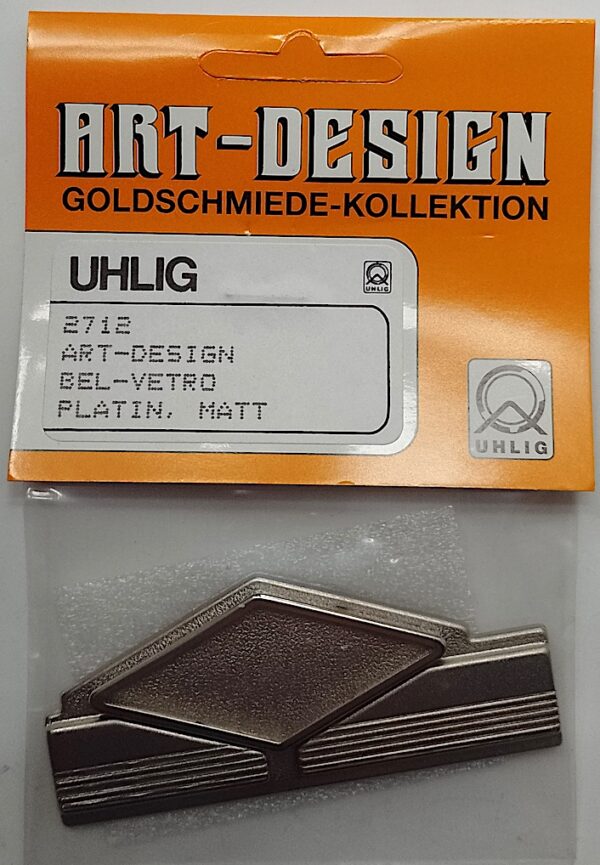 ART-DESIGN
GOLDSCHMIEDE-KOLLEKTION
UHLIG
UHLIG
2712
ART-DESIGN
BEL-VETRO
PLATIN, MATT
UHLIG